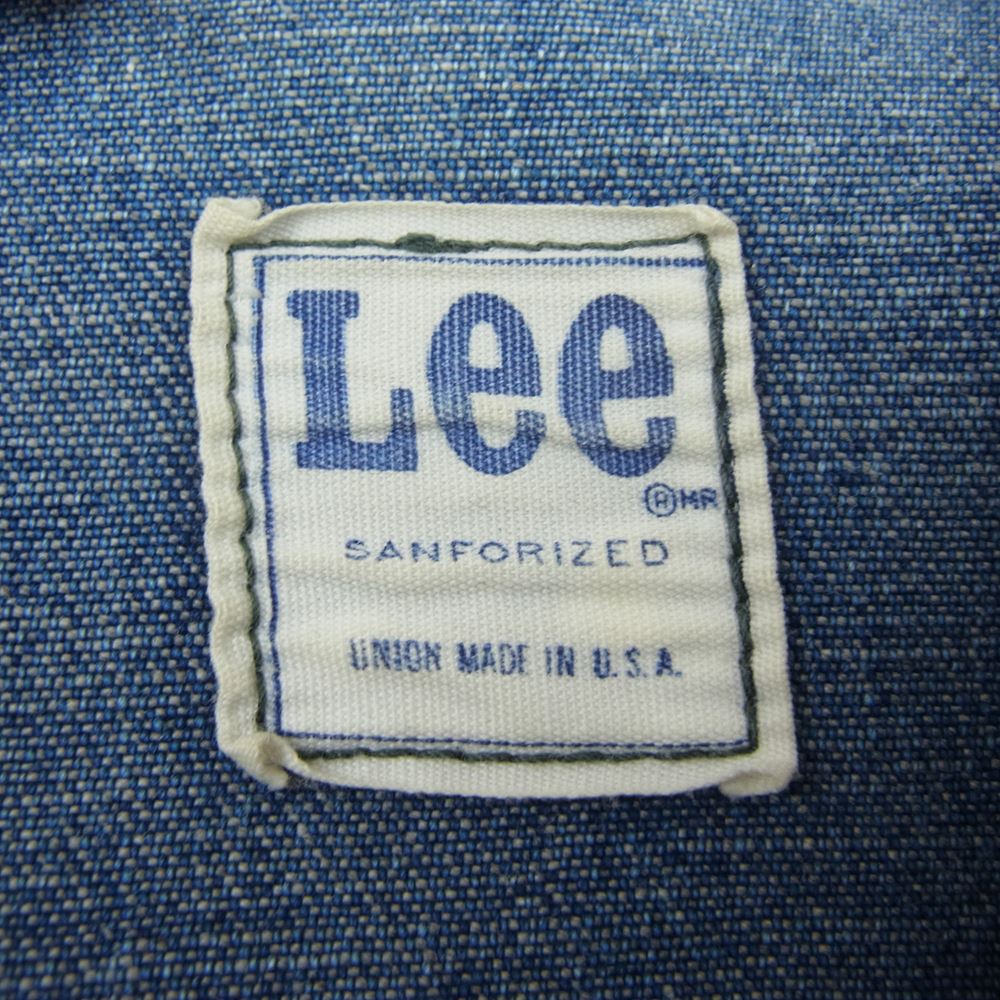 Lee
® MR
SANFORIZED
UNION MADE IN U.S.A.